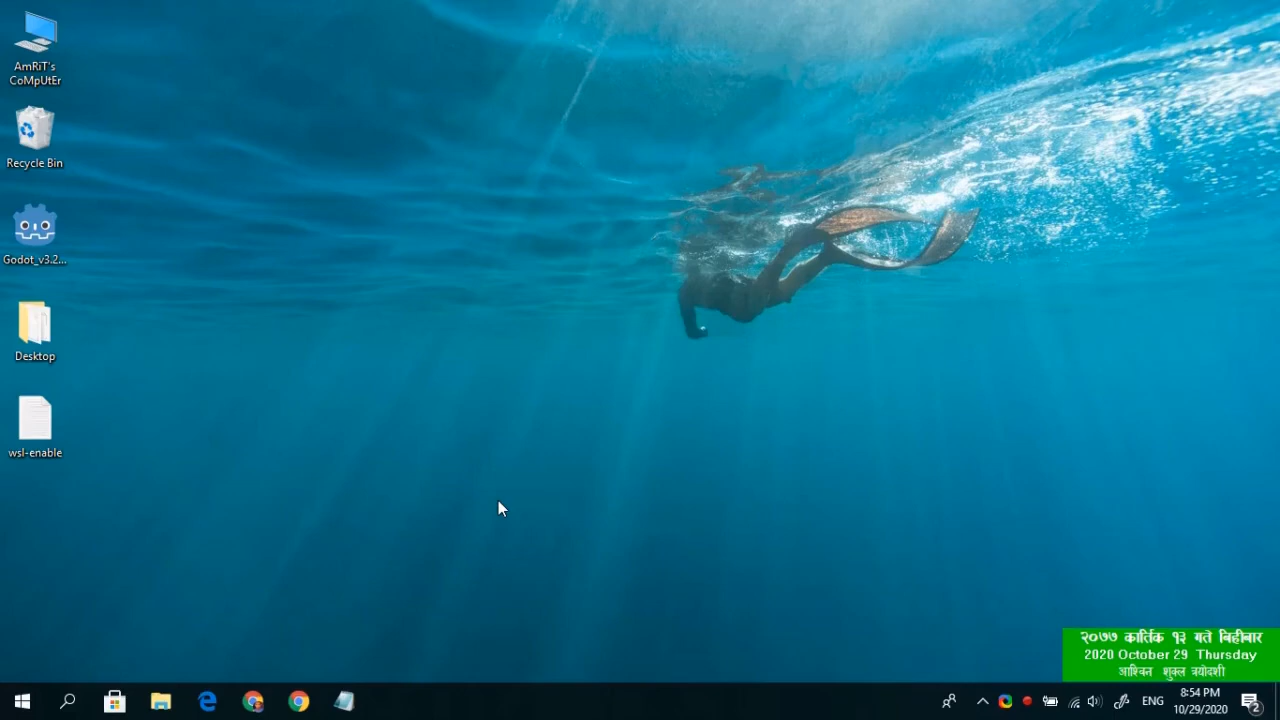 AmRiT's
CoMpUtEr
Recycle Bin
Godot_v3.2...
Desktop
wsl-enable
२०७७ कार्तिक १३ गते बिहीबार
2020 October 29 Thursday
आश्विन शुक्ल त्रयोदशी
ENG
8:54 PM
10/29/2020
2